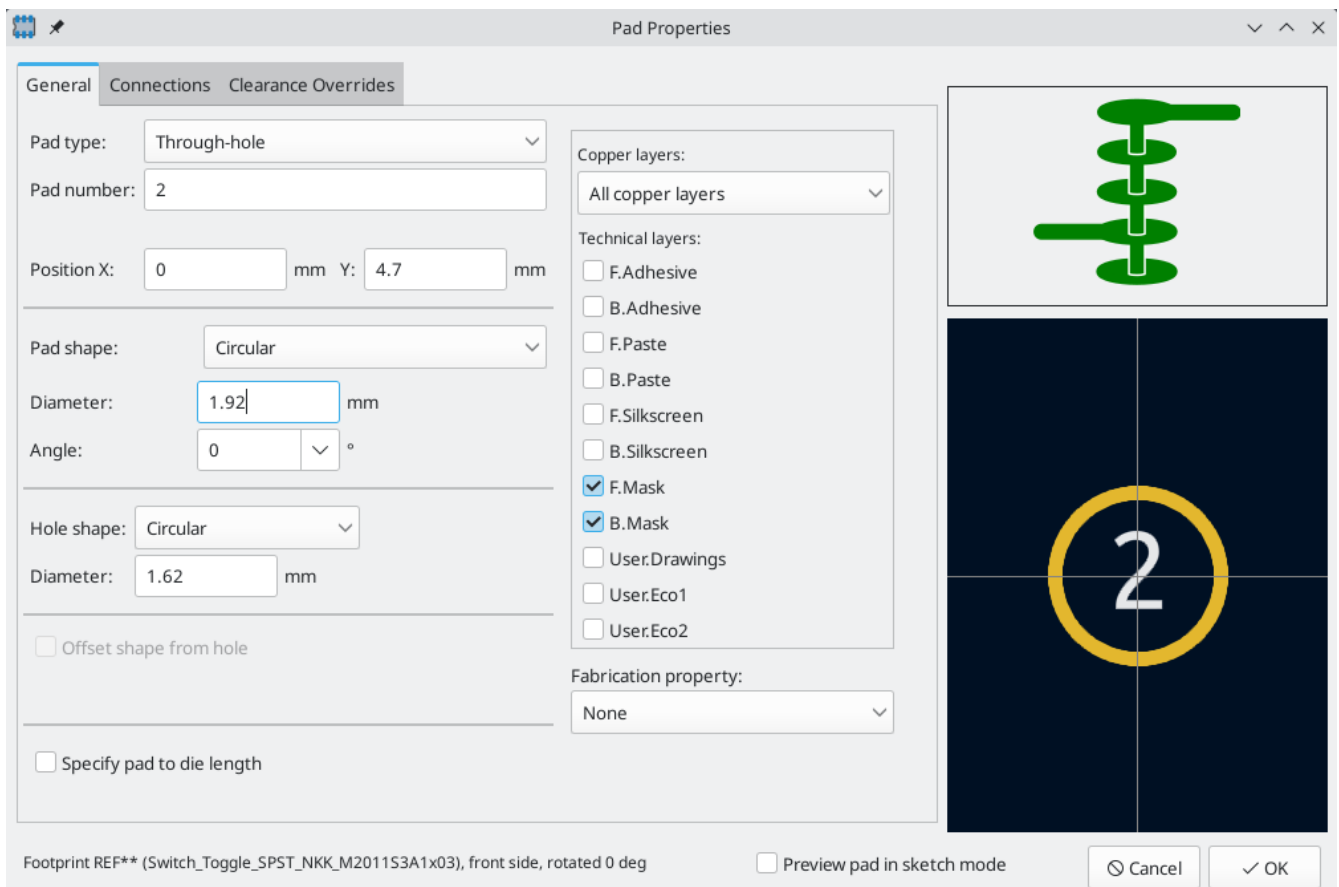 Pad Properties
General Connections Clearance Overrides
Pad type: Through-hole
Pad number: 2
Position X: 0 mm Y: 4.7 mm
Pad shape: Circular
Diameter: 1.92 mm
Angle: 0 °
Hole shape: Circular
Diameter: 1.62 mm
Offset shape from hole
Specify pad to die length
Copper layers:
All copper layers
Technical layers:
F.Adhesive
B.Adhesive
F.Paste
B.Paste
F.Silkscreen
B.Silkscreen
F.Mask
B.Mask
User.Drawings
User.Eco1
User.Eco2
Fabrication property:
None
2
Footprint REF** (Switch_Toggle_SPST_NKK_M2011S3A1x03), front side, rotated 0 deg
Preview pad in sketch mode
Cancel
OK